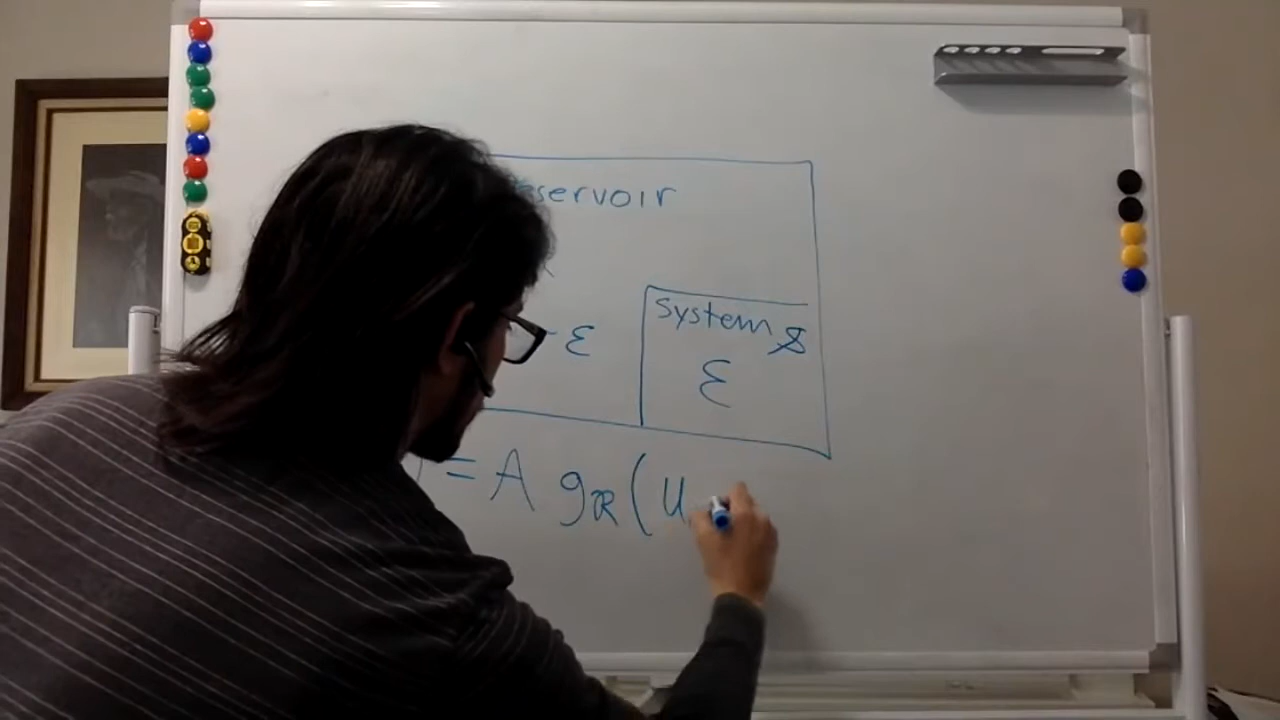 eservoir
System S
- ε
ε
) = A g_R (U